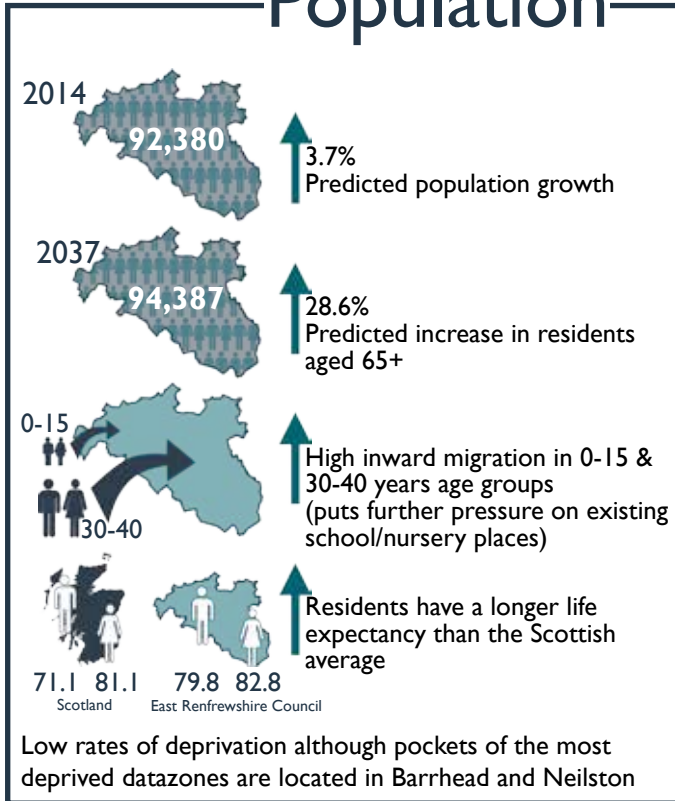 Population
2014
92,380
3.7%
Predicted population growth
2037
94,387
28.6%
Predicted increase in residents
aged 65+
0-15
30-40
High inward migration in 0-15 &
30-40 years age groups
(puts further pressure on existing
school/nursery places)
Residents have a longer life
expectancy than the Scottish
average
71.1 81.1
Scotland
79.8 82.8
East Renfrewshire Council
Low rates of deprivation although pockets of the most
deprived datazones are located in Barrhead and Neilston